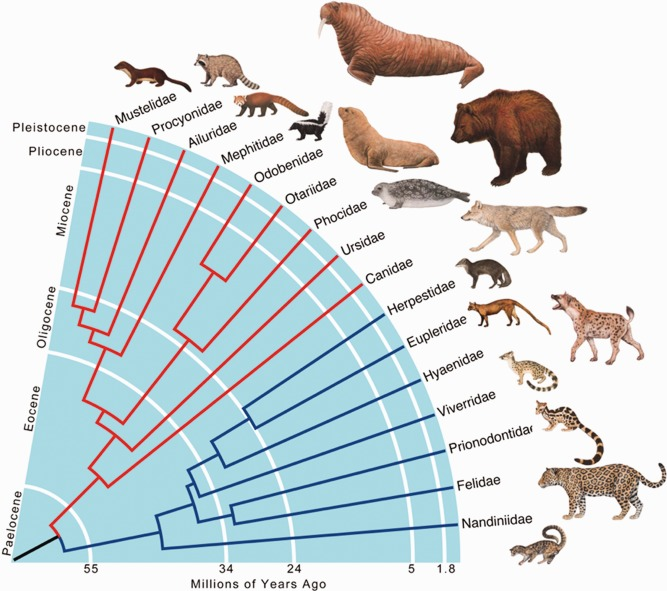 Mustelidae
Procyonidae
Ailuridae
Mephitidae
Odobenidae
Otariidae
Phocidae
Ursidae
Canidae
Herpestidae
Eupleridae
Hyaenidae
Viverridae
Prionodontidae
Felidae
Nandiniidae
Pleistocene
Pliocene
Miocene
Oligocene
Eocene
Paelocene
55 34 24 5 1.8
Millions of Years Ago